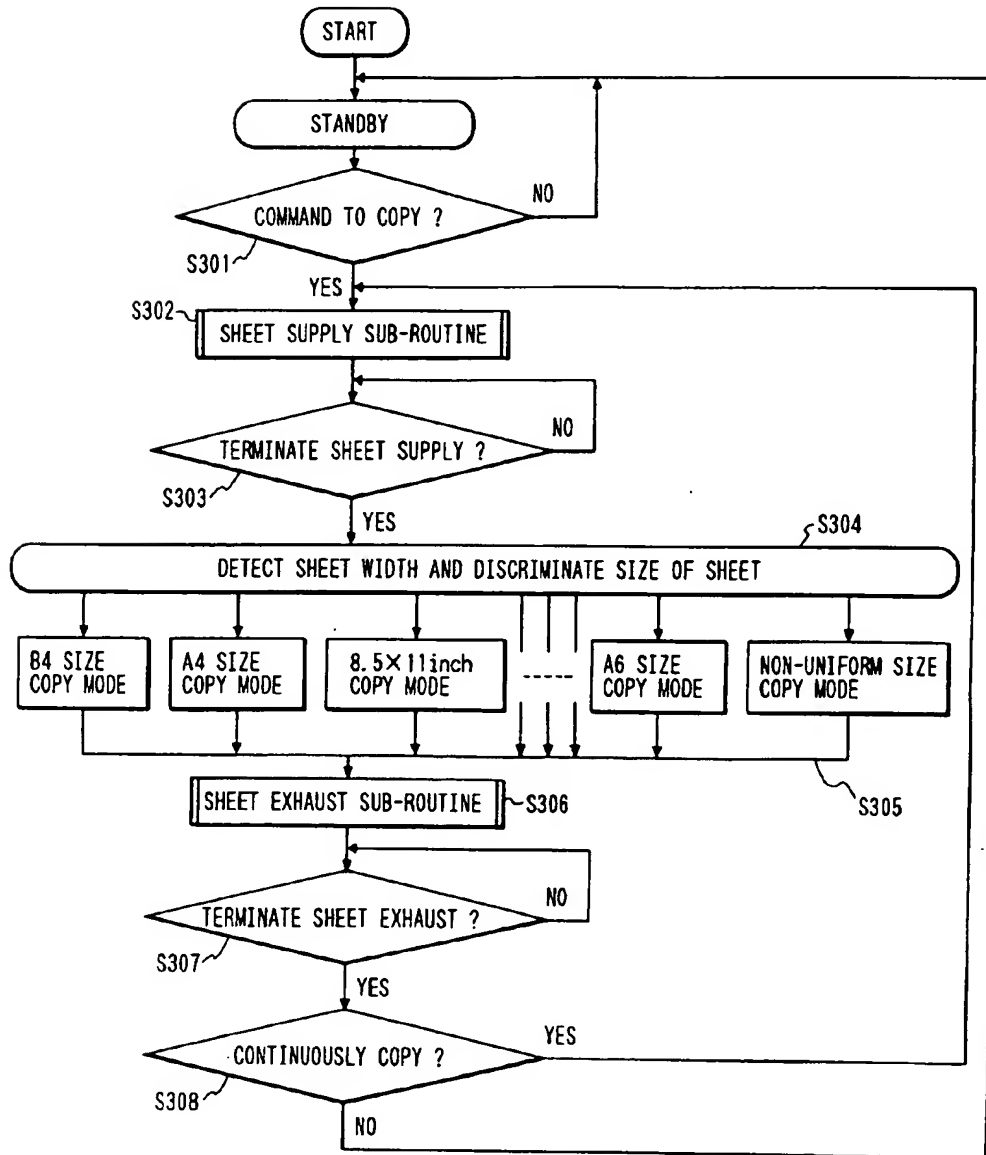 START
STANDBY
NO
COMMAND TO COPY ?
S301
YES
S302
SHEET SUPPLY SUB-ROUTINE
NO
TERMINATE SHEET SUPPLY ?
S303
YES
S304
DETECT SHEET WIDTH AND DISCRIMINATE SIZE OF SHEET
B4 SIZE
COPY MODE
A4 SIZE
COPY MODE
8.5×11inch
COPY MODE
A6 SIZE
COPY MODE
NON-UNIFORM SIZE
COPY MODE
S305
SHEET EXHAUST SUB-ROUTINE
S306
NO
TERMINATE SHEET EXHAUST ?
S307
YES
YES
CONTINUOUSLY COPY ?
S308
NO